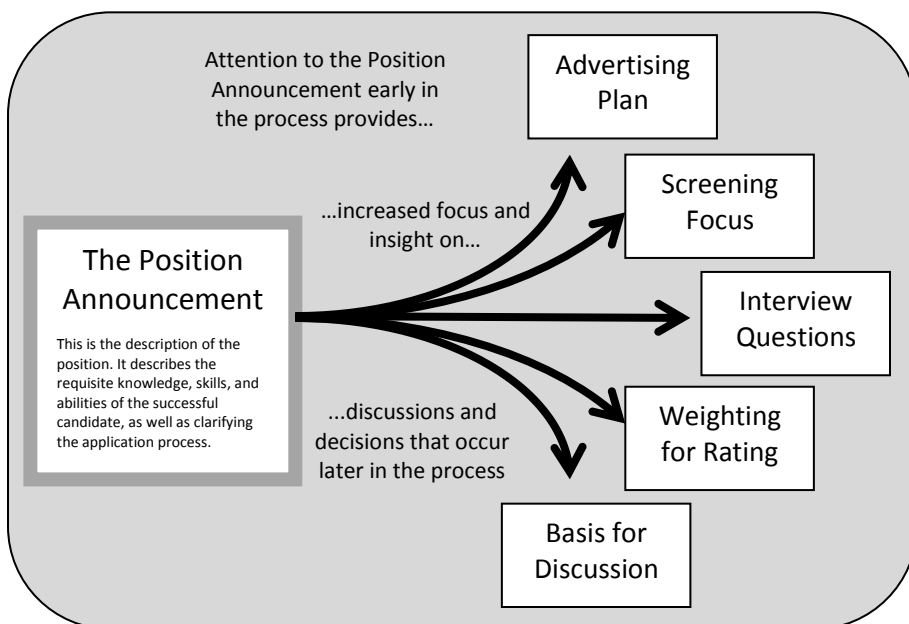 Attention to the Position
Announcement early in
the process provides…
Advertising
Plan
Screening
Focus
…increased focus and
insight on…
The Position
Announcement
This is the description of the
position. It describes the
requisite knowledge, skills, and
abilities of the successful
candidate, as well as clarifying
the application process.
Interview
Questions
...discussions and
decisions that occur
later in the process
Weighting
for Rating
Basis for
Discussion